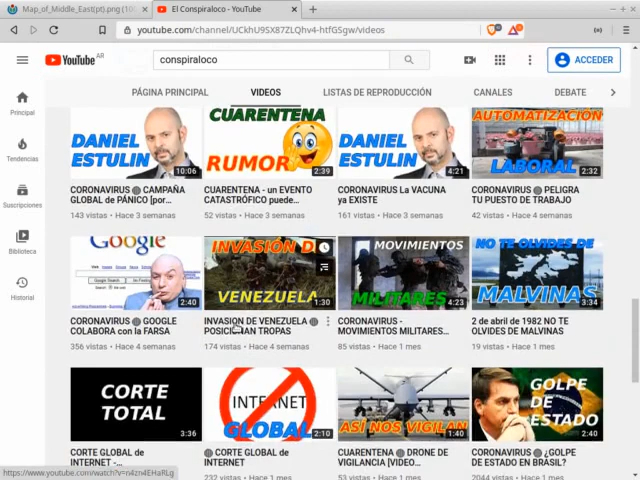 Map_of_Middle_East(pt).png (10
El Conspiraloco - YouTube
youtube.com/channel/UCkhU9SX87ZLQhv4-htfGSgw/videos
YouTube AR
conspiraloco
ACCEDER
PÁGINA PRINCIPAL
VIDEOS
LISTAS DE REPRODUCCIÓN
CANALES
DEBATE
Principal
Tendencias
Suscripciones
Biblioteca
Historial
DANIEL
ESTULIN
10:06
CORONAVIRUS CAMPAÑA
GLOBAL de PÁNICO [por...
143 vistas • Hace 3 semanas
CUARENTENA
RUMOR
2:39
CUARENTENA - un EVENTO
CATASTRÓFICO puede...
52 vistas • Hace 3 semanas
DANIEL
ESTULIN
4:21
CORONAVIRUS La VACUNA
ya EXISTE
161 vistas • Hace 3 semanas
AUTOMATIZACIÓN
LABORAL
2:32
CORONAVIRUS PELIGRA
TU PUESTO DE TRABAJO
42 vistas • Hace 4 semanas
Google
2:40
CORONAVIRUS GOOGLE
COLABORA con la FARSA
356 vistas • Hace 4 semanas
INVASIÓN D
VENEZUELA
1:30
INVASION DE VENEZUELA
POSICIONAN TROPAS
174 vistas • Hace 4 semanas
MOVIMIENTOS
MILITARES
4:23
CORONAVIRUS -
MOVIMIENTOS MILITARES...
85 vistas • Hace 1 mes
NO TE OLVIDES DE
MALVINAS
3:34
2 de abril de 1982 NO TE
OLVIDES DE MALVINAS
19 vistas • Hace 1 mes
CORTE
TOTAL
3:36
CORTE GLOBAL de
INTERNET -...
INTERNET
GLOBAL
2:10
CORTE GLOBAL de
INTERNET
232 vistas • Hace 1 mes
ASÍ NOS VIGILAN
1:40
CUARENTENA DRONE DE
VIGILANCIA [VIDEO...
GOLPE
DE
ESTADO
2:40
CORONAVIRUS ¿GOLPE
DE ESTADO EN BRASIL?
2044 vistas • Hace 1 mes
https://www.youtube.com/watch?v=n4zn4EHaRLg